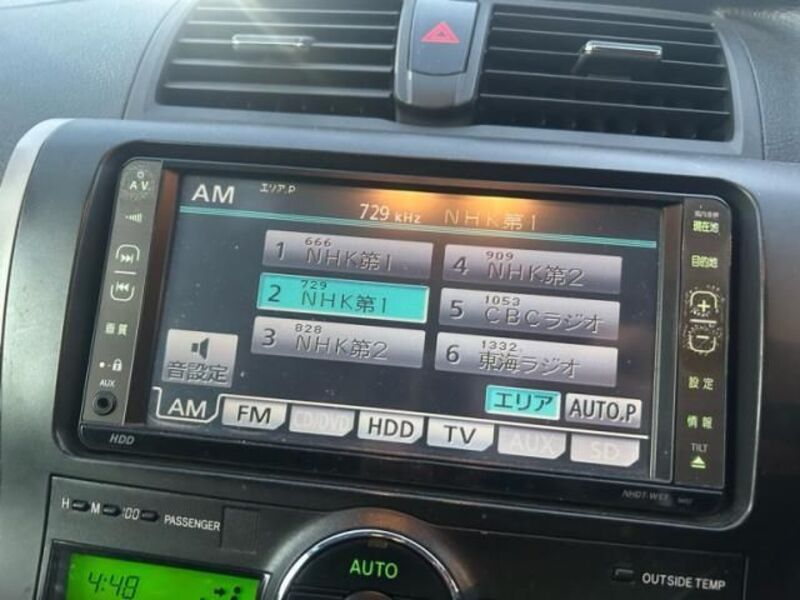 AV
AM エリア.P
729 kHz NHK第1
1 666 NHK第1
2 729 NHK第1
3 828 NHK第2
4 909 NHK第2
5 1053 CBCラジオ
6 1332 東海ラジオ
音設定
エリア AUTO.P
AM FM CD/DVD HDD TV AUX SD
画質
AUX
HDD
現在地
目的地
+
−
設定
情報
TILT
NHDT-W57
H M :00 PASSENGER
4:48
AUTO
OUTSIDE TEMP